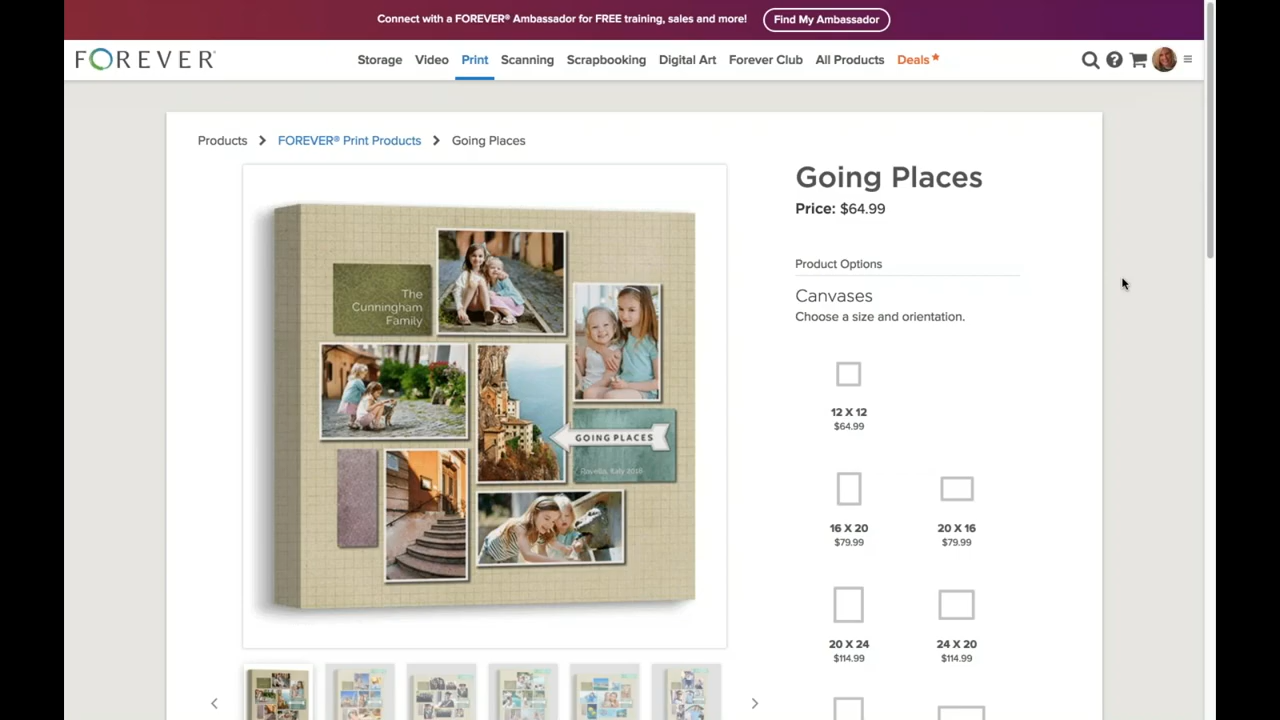 Connect with a FOREVER® Ambassador for FREE training, sales and more! Find My Ambassador
FOREVER®
Storage Video Print Scanning Scrapbooking Digital Art Forever Club All Products Deals
Products > FOREVER® Print Products > Going Places
Going Places
Price: $64.99
Product Options
Canvases
Choose a size and orientation.
12 X 12
$64.99
16 X 20 20 X 16
$79.99 $79.99
20 X 24 24 X 20
$114.99 $114.99
The
Cunningham
Family
GOING PLACES
Ravello, Italy 2016